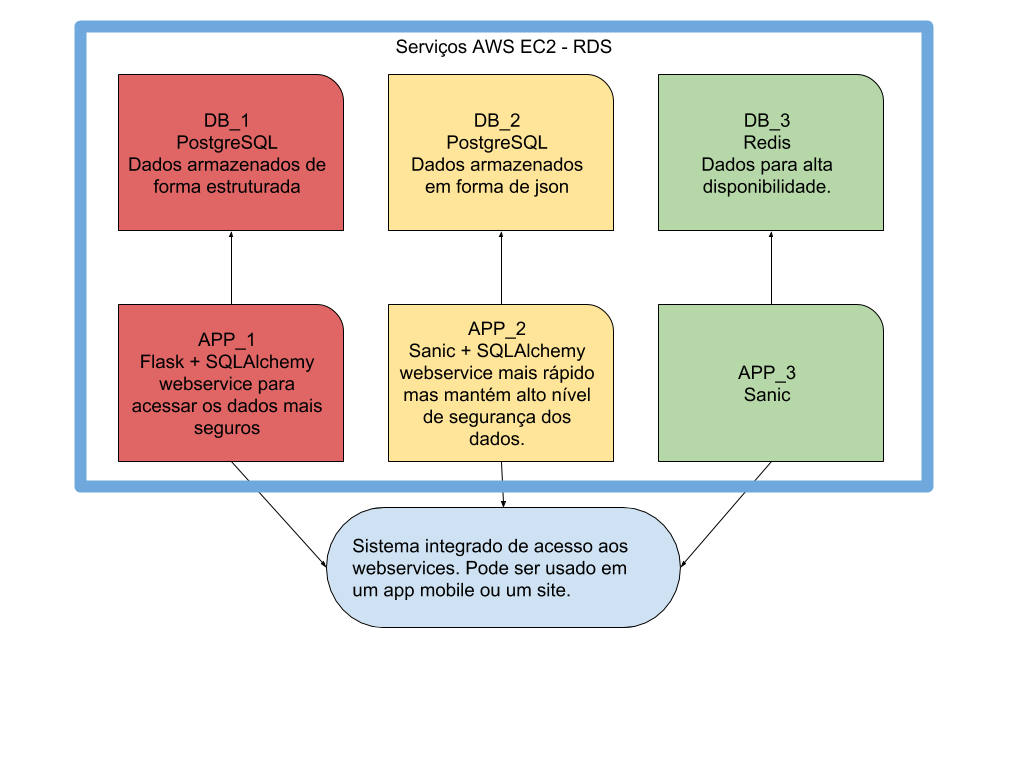 Serviços AWS EC2 - RDS
DB_1
PostgreSQL
Dados armazenados de
forma estruturada
DB_2
PostgreSQL
Dados armazenados
em forma de json
DB_3
Redis
Dados para alta
disponibilidade.
APP_1
Flask + SQLAlchemy
webservice para
acessar os dados mais
seguros
APP_2
Sanic + SQLAlchemy
webservice mais rápido
mas mantém alto nível
de segurança dos
dados.
APP_3
Sanic
Sistema integrado de acesso aos
webservices. Pode ser usado em
um app mobile ou um site.